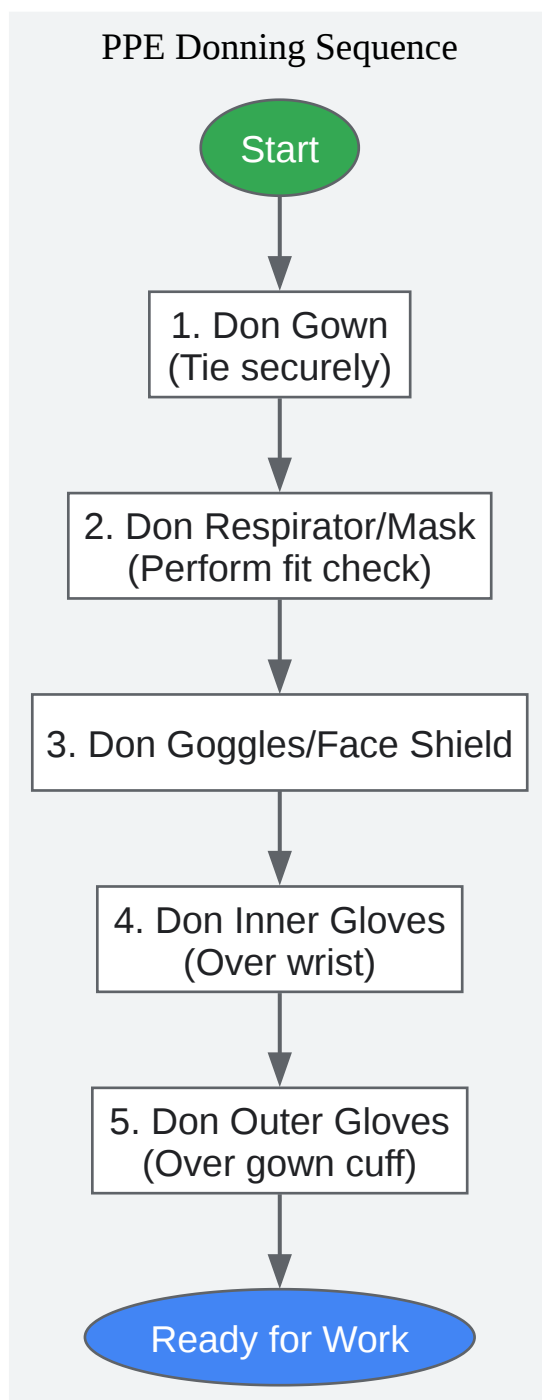 PPE Donning Sequence
Start
1. Don Gown
(Tie securely)
2. Don Respirator/Mask
(Perform fit check)
3. Don Goggles/Face Shield
4. Don Inner Gloves
(Over wrist)
5. Don Outer Gloves
(Over gown cuff)
Ready for Work